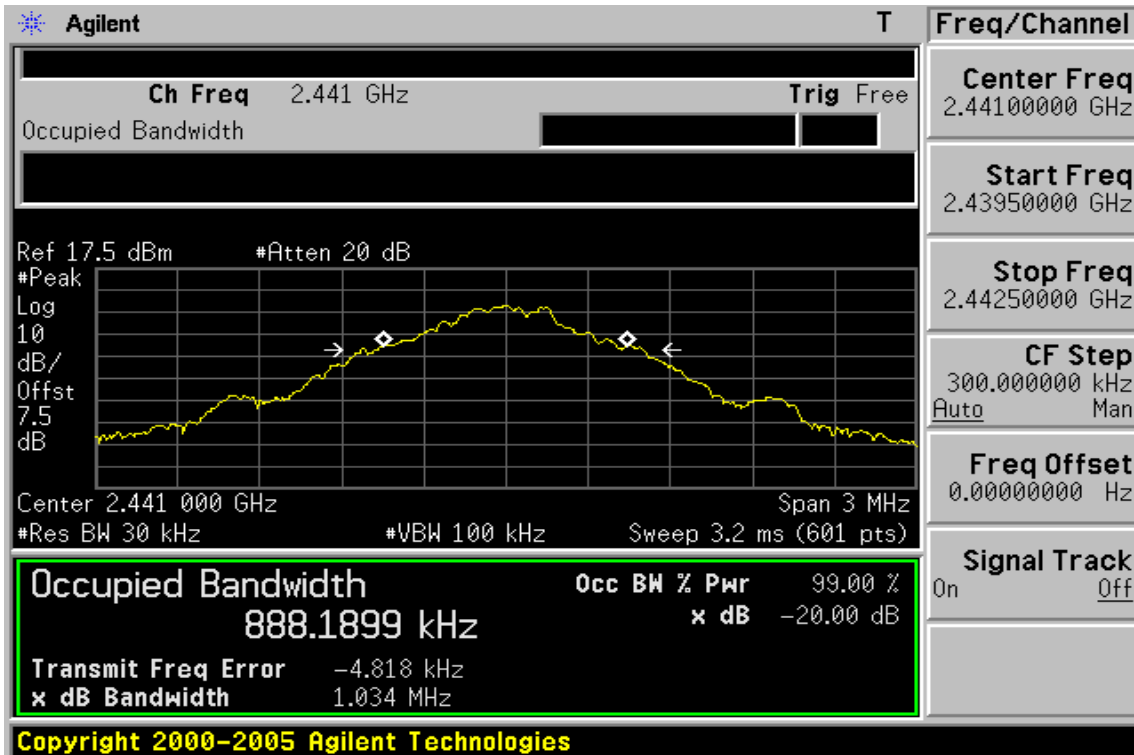 Agilent T
Ch Freq 2.441 GHz Trig Free
Occupied Bandwidth
Ref 17.5 dBm #Atten 20 dB
#Peak
Log
10
dB/
Offst
7.5
dB
Center 2.441 000 GHz Span 3 MHz
#Res BW 30 kHz #VBW 100 kHz Sweep 3.2 ms (601 pts)
Occupied Bandwidth Occ BW % Pwr 99.00 %
888.1899 kHz x dB -20.00 dB
Transmit Freq Error -4.818 kHz
x dB Bandwidth 1.034 MHz
Copyright 2000-2005 Agilent Technologies
Freq/Channel
Center Freq
2.44100000 GHz
Start Freq
2.43950000 GHz
Stop Freq
2.44250000 GHz
CF Step
300.000000 kHz
Auto Man
Freq Offset
0.00000000 Hz
Signal Track
On Off